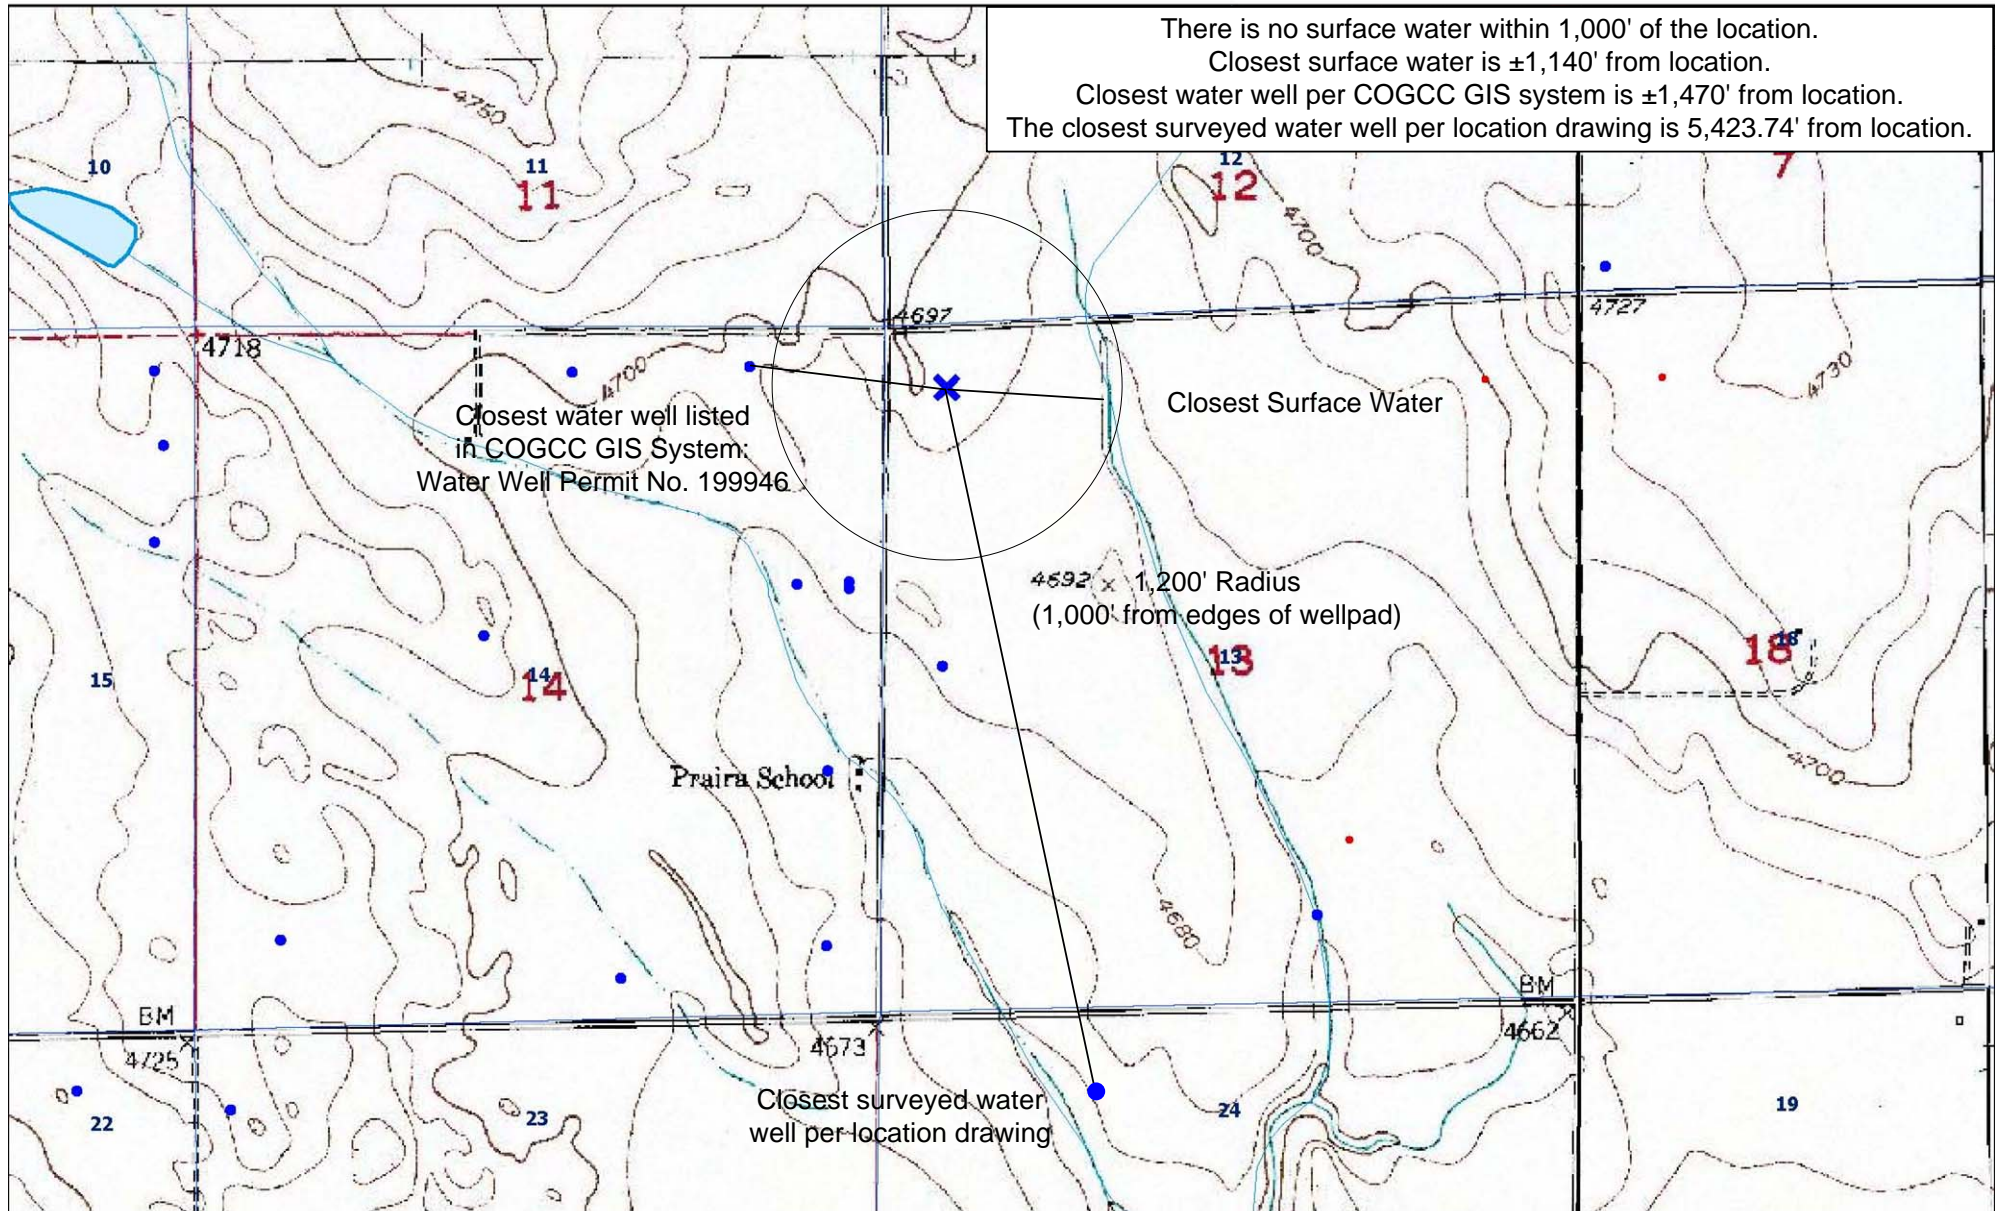 There is no surface water within 1,000' of the location.
Closest surface water is ±1,140' from location.
Closest water well per COGCC GIS system is ±1,470' from location.
The closest surveyed water well per location drawing is 5,423.74' from location.
4750
10
11
11
12
12
7
4700
4697
4727
4718
4700
4730
Closest Surface Water
Closest water well listed
in COGCC GIS System:
Water Well Permit No. 199946
4692 x 1,200' Radius
(1,000' from edges of wellpad)
15
14
14
13
13
18
18
Praira School
4700
4680
BM
4725
4673
BM
4662
Closest surveyed water
well per location drawing
22
23
24
19